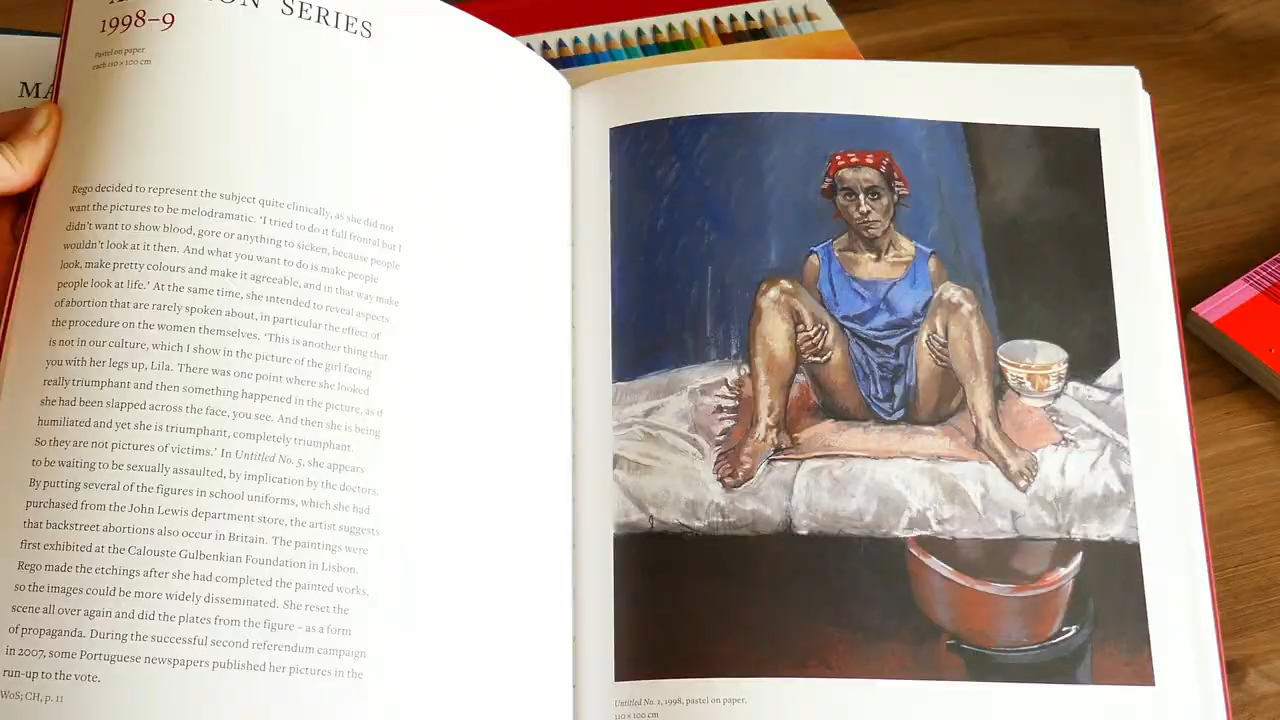 SERIES
1998–9
Pastel on paper
each 110 × 100 cm
MA
Rego decided to represent the subject quite clinically, as she did not
want the pictures to be melodramatic. ‘I tried to do it full frontal but I
didn’t want to show blood, gore or anything to sicken, because people
wouldn’t look at it then. And what you want to do is make people
look, make pretty colours and make it agreeable, and in that way make
people look at life.’ At the same time, she intended to reveal aspects
of abortion that are rarely spoken about, in particular the effect of
the procedure on the women themselves. ‘This is another thing that
is not in our culture, which I show in the picture of the girl facing
you with her legs up, Lila. There was one point where she looked
really triumphant and then something happened in the picture, as if
she had been slapped across the face, you see. And then she is being
humiliated and yet she is triumphant, completely triumphant.
So they are not pictures of victims.’ In Untitled No. 5, she appears
to be waiting to be sexually assaulted, by implication by the doctors.
By putting several of the figures in school uniforms, which she had
purchased from the John Lewis department store, the artist suggests
that backstreet abortions also occur in Britain. The paintings were
first exhibited at the Calouste Gulbenkian Foundation in Lisbon.
Rego made the etchings after she had completed the painted works,
so the images could be more widely disseminated. She reset the
scene all over again and did the plates from the figure – as a form
of propaganda. During the successful second referendum campaign
in 2007, some Portuguese newspapers published her pictures in the
run-up to the vote.
WoS; CH, p. 11
Untitled No. 1, 1998, pastel on paper,
110 × 100 cm